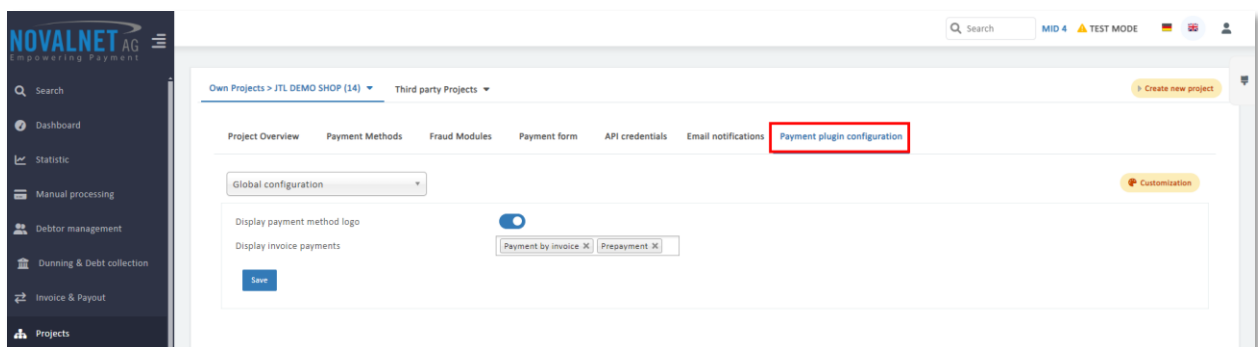 NOVALNET AG
Empowering Payment
Search
MID 4 TEST MODE
Search
Dashboard
Statistic
Manual processing
Debtor management
Dunning & Debt collection
Invoice & Payout
Projects
Own Projects > JTL DEMO SHOP (14) Third party Projects
Create new project
Project Overview Payment Methods Fraud Modules Payment form API credentials Email notifications Payment plugin configuration
Global configuration
Customization
Display payment method logo
Display invoice payments Payment by invoice X Prepayment X
Save